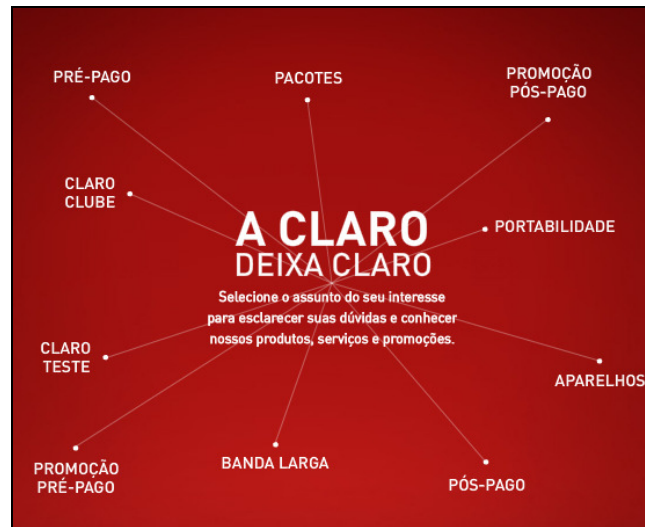 PRÉ-PAGO
PACOTES
PROMOÇÃO
PÓS-PAGO
CLARO
CLUBE
A CLARO
DEIXA CLARO
PORTABILIDADE
Selecione o assunto do seu interesse
para esclarecer suas dúvidas e conhecer
nossos produtos, serviços e promoções.
CLARO
TESTE
APARELHOS
PROMOÇÃO
PRÉ-PAGO
BANDA LARGA
PÓS-PAGO